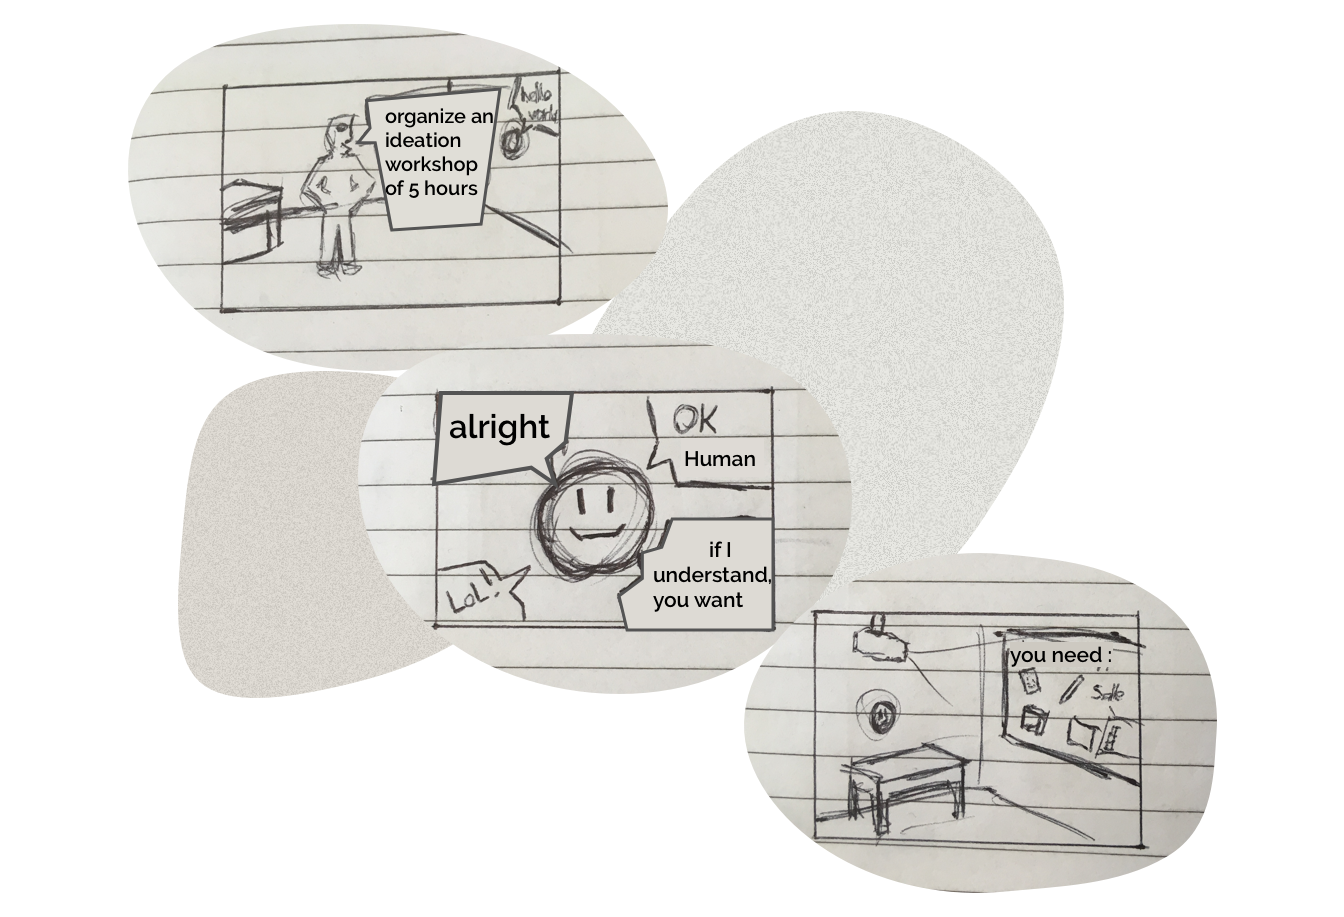 organize an
ideation
workshop
of 5 hours
hello
world
alright
OK
Human
if I
understand,
you want
LoL!!
you need :
Salle